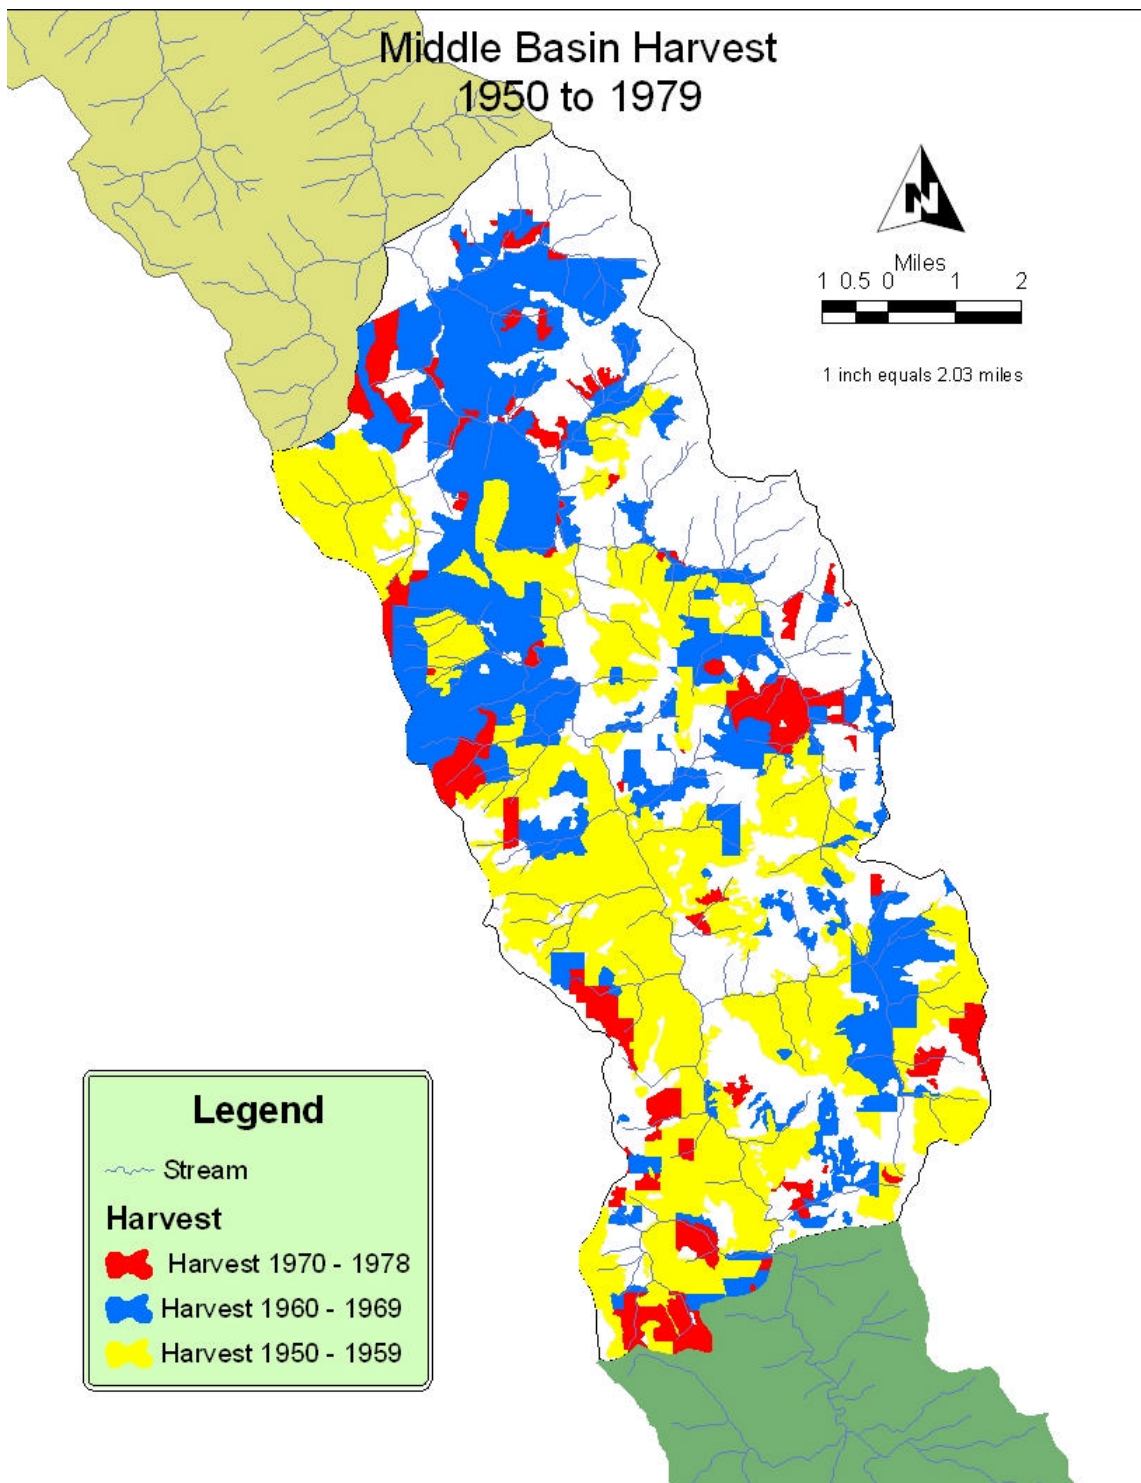 Middle Basin Harvest
1950 to 1979
N
Miles
1 0.5 0 1 2
1 inch equals 2.03 miles
Legend
Stream
Harvest
Harvest 1970 - 1978
Harvest 1960 - 1969
Harvest 1950 - 1959